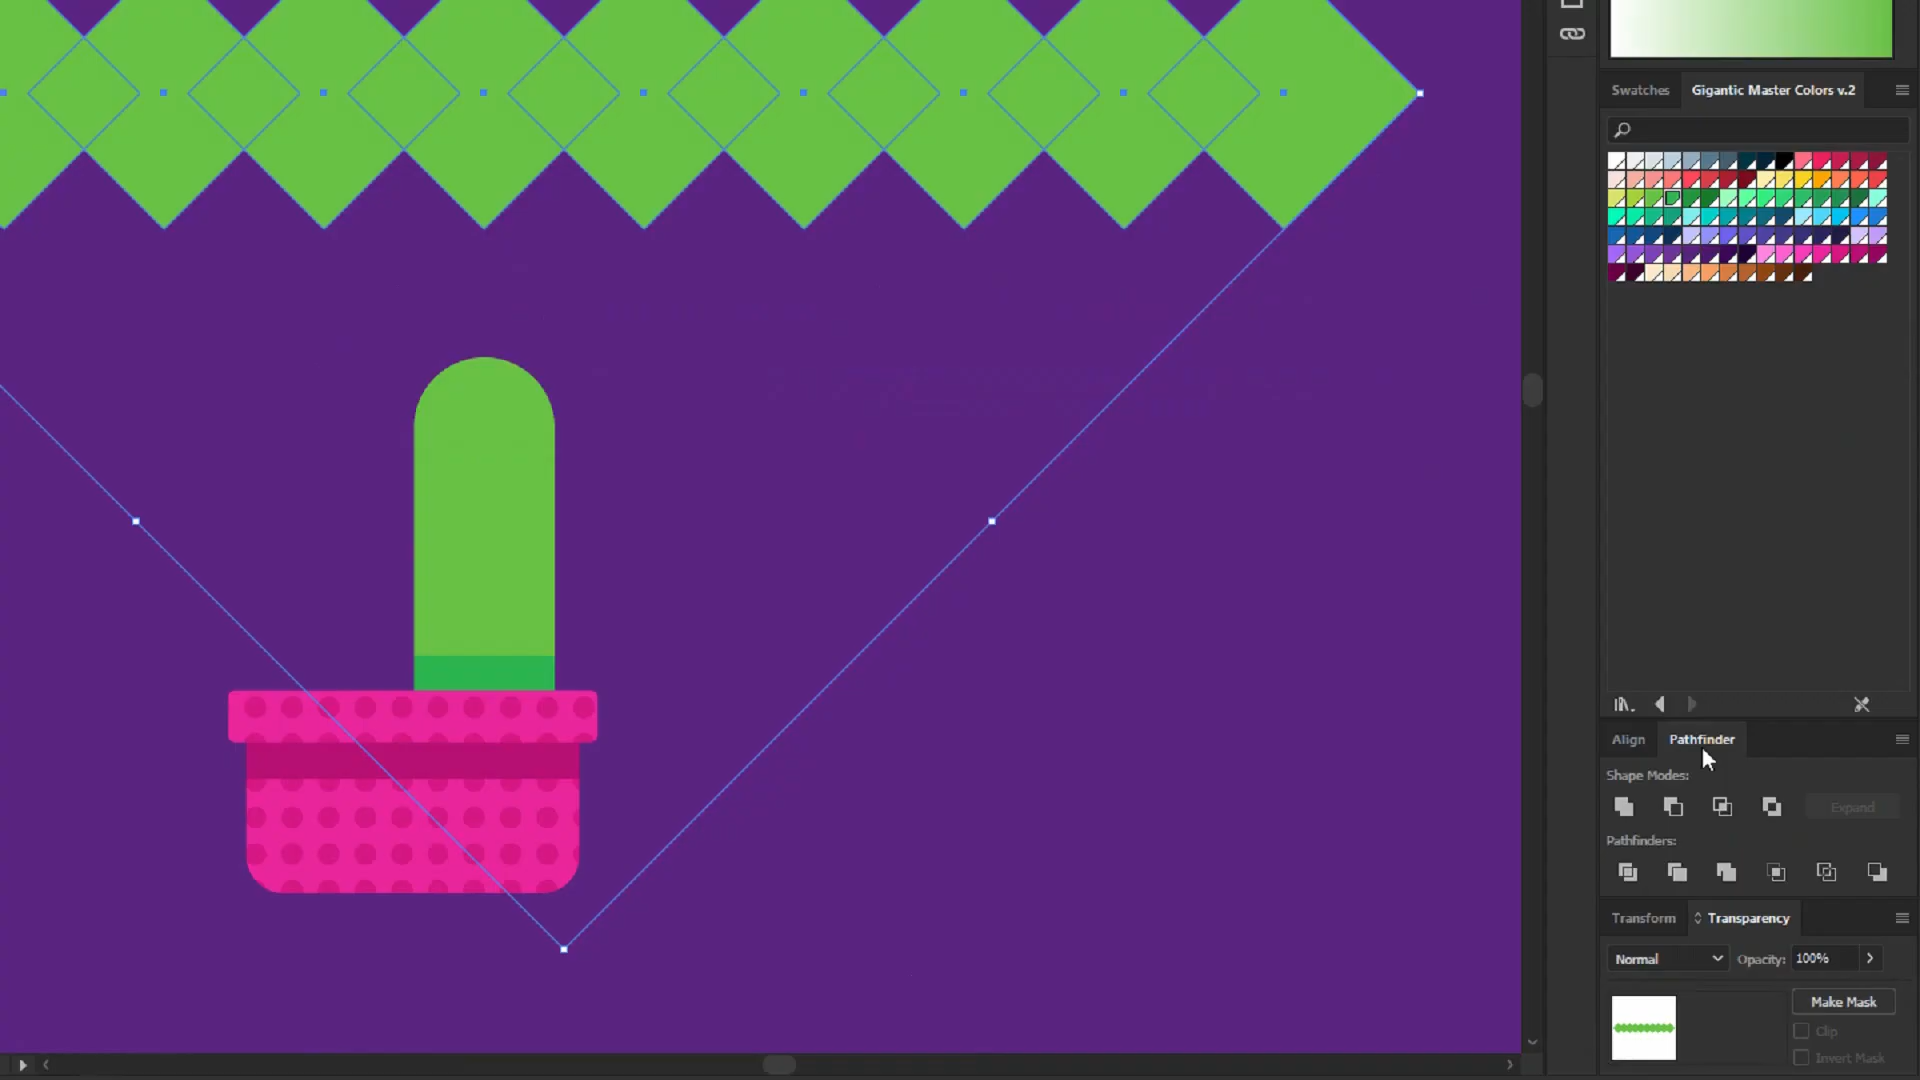 Swatches
Gigantic Master Colors v.2
Align
Pathfinder
Shape Modes:
Expand
Pathfinders:
Transform
Transparency
Normal
Opacity:
100%
Make Mask
Clip
Invert Mask